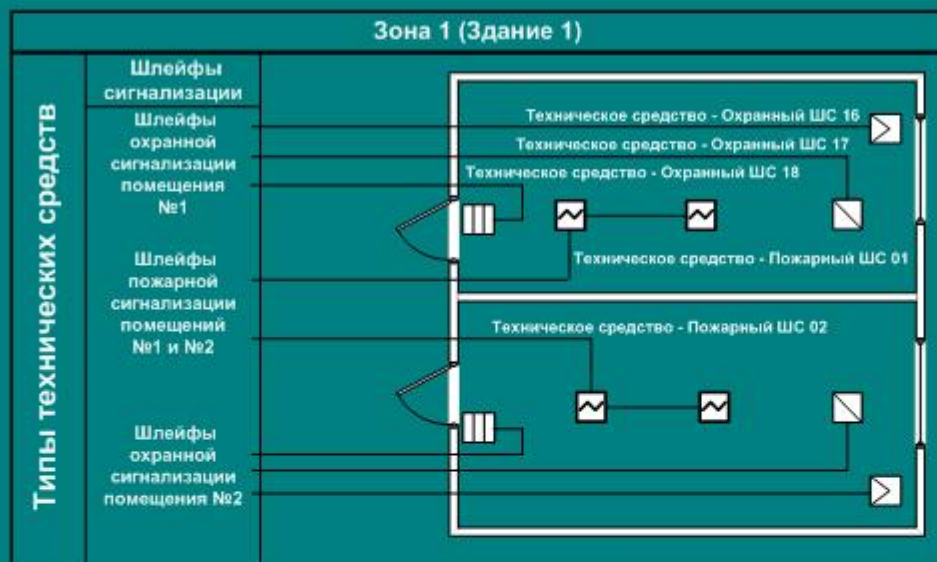 Зона 1 (Здание 1)
Типы технических средств
Шлейфы
сигнализации
Шлейфы
охранной
сигнализации
помещения
№1
Шлейфы
пожарной
сигнализации
помещений
№1 и №2
Шлейфы
охранной
сигнализации
помещения №2
Техническое средство - Охранный ШС 16
Техническое средство - Охранный ШС 17
Техническое средство - Охранный ШС 18
Техническое средство - Пожарный ШС 01
Техническое средство - Пожарный ШС 02